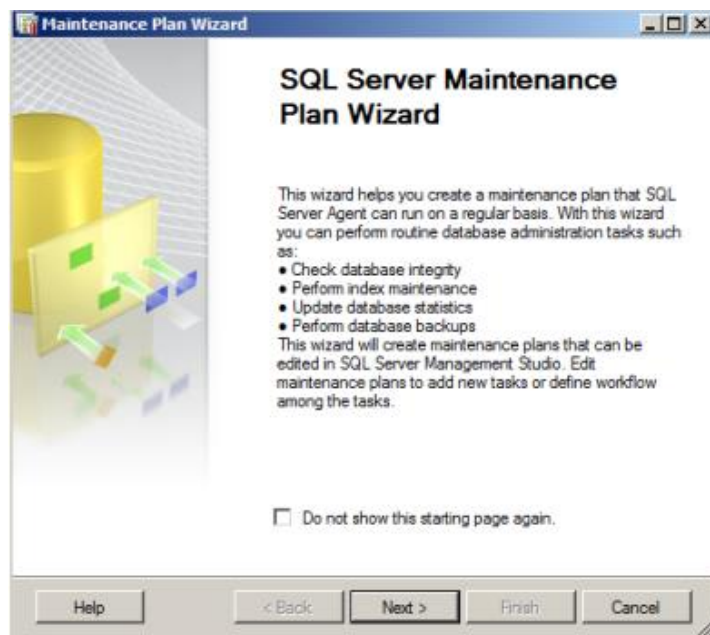 Maintenance Plan Wizard
SQL Server Maintenance
Plan Wizard
This wizard helps you create a maintenance plan that SQL
Server Agent can run on a regular basis. With this wizard
you can perform routine database administration tasks such
as:
● Check database integrity
● Perform index maintenance
● Update database statistics
● Perform database backups
This wizard will create maintenance plans that can be
edited in SQL Server Management Studio. Edit
maintenance plans to add new tasks or define workflow
among the tasks.
Do not show this starting page again.
Help < Back Next > Finish Cancel